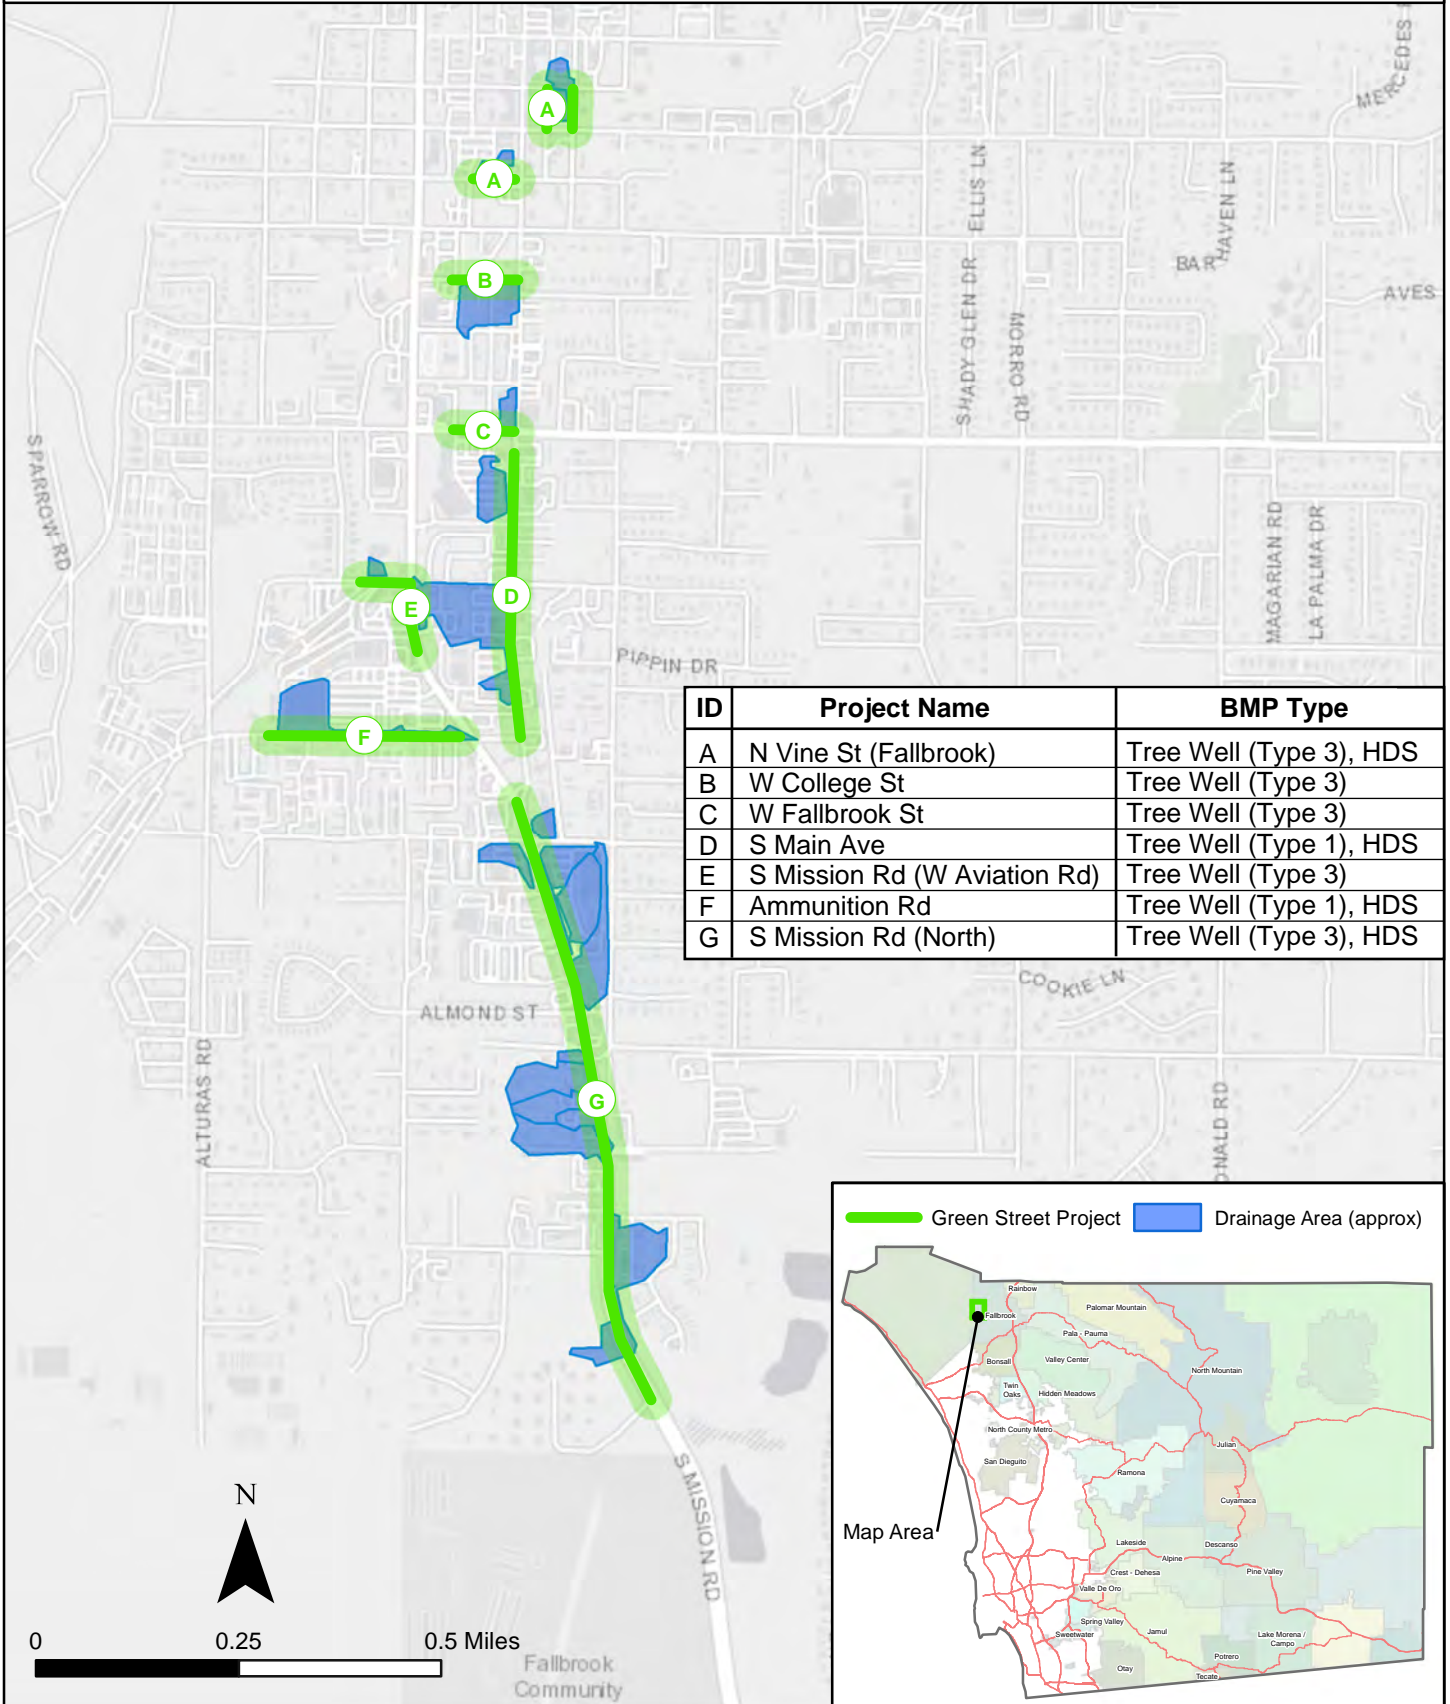 MERCEDES
A
A
ELLIS LN
HAVEN LN
B
BAR
AVES
SHADY GLEN DR
MORRO RD
C
SPARROW RD
MAGARIAN RD
LA PALMA DR
E
D
PIPPIN DR
F
ID Project Name BMP Type
A N Vine St (Fallbrook) Tree Well (Type 3), HDS
B W College St Tree Well (Type 3)
C W Fallbrook St Tree Well (Type 3)
D S Main Ave Tree Well (Type 1), HDS
E S Mission Rd (W Aviation Rd) Tree Well (Type 3)
F Ammunition Rd Tree Well (Type 1), HDS
G S Mission Rd (North) Tree Well (Type 3), HDS
COOKIE LN
ALMOND ST
ALTURAS RD
G
ONALD RD
Green Street Project Drainage Area (approx)
Rainbow
Fallbrook
Palomar Mountain
Pala - Pauma
Bonsall
Valley Center
North Mountain
Twin
Oaks
Hidden Meadows
North County Metro
Julian
San Dieguito
Ramona
Cuyamaca
Map Area
Lakeside
Descanso
Alpine
Crest - Dehesa
Pine Valley
Valle De Oro
Spring Valley
Sweetwater
Jamul
Lake Morena /
Campo
Potrero
Otay
Tecate
S MISSION RD
N
0 0.25 0.5 Miles
Fallbrook
Community